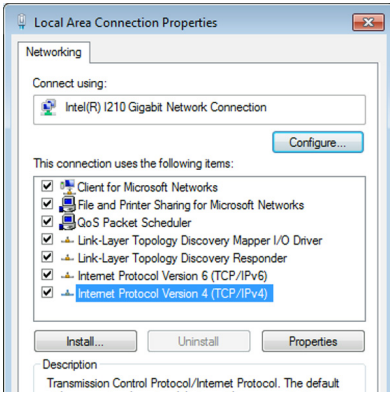 Local Area Connection Properties
Networking
Connect using:
Intel(R) I210 Gigabit Network Connection
Configure...
This connection uses the following items:
Client for Microsoft Networks
File and Printer Sharing for Microsoft Networks
QoS Packet Scheduler
Link-Layer Topology Discovery Mapper I/O Driver
Link-Layer Topology Discovery Responder
Internet Protocol Version 6 (TCP/IPv6)
Internet Protocol Version 4 (TCP/IPv4)
Install... Uninstall Properties
Description
Transmission Control Protocol/Internet Protocol. The default